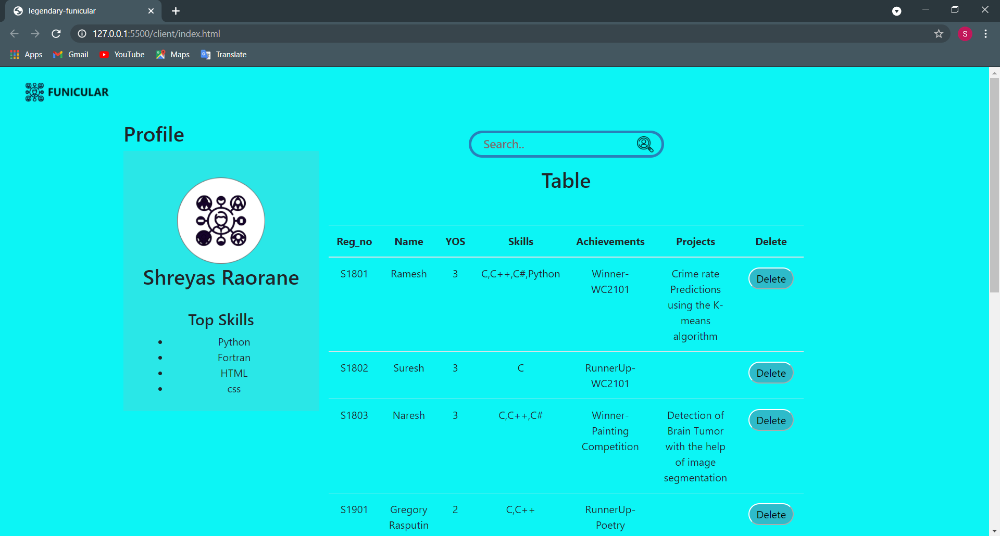 legendary-funicular
127.0.0.1:5500/client/index.html
S
Apps Gmail YouTube Maps Translate
FUNICULAR
Profile
Shreyas Raorane
Top Skills
• Python
• Fortran
• HTML
• css
Search..
Table
Reg_no Name YOS Skills Achievements Projects Delete
S1801 Ramesh 3 C,C++,C#,Python Winner- Crime rate Delete
WC2101 Predictions
using the K-
means
algorithm
S1802 Suresh 3 C RunnerUp- Delete
WC2101
S1803 Naresh 3 C,C++,C# Winner- Detection of Delete
Painting Brain Tumor
Competition with the help
of image
segmentation
S1901 Gregory 2 C,C++ RunnerUp- Delete
Rasputin Poetry